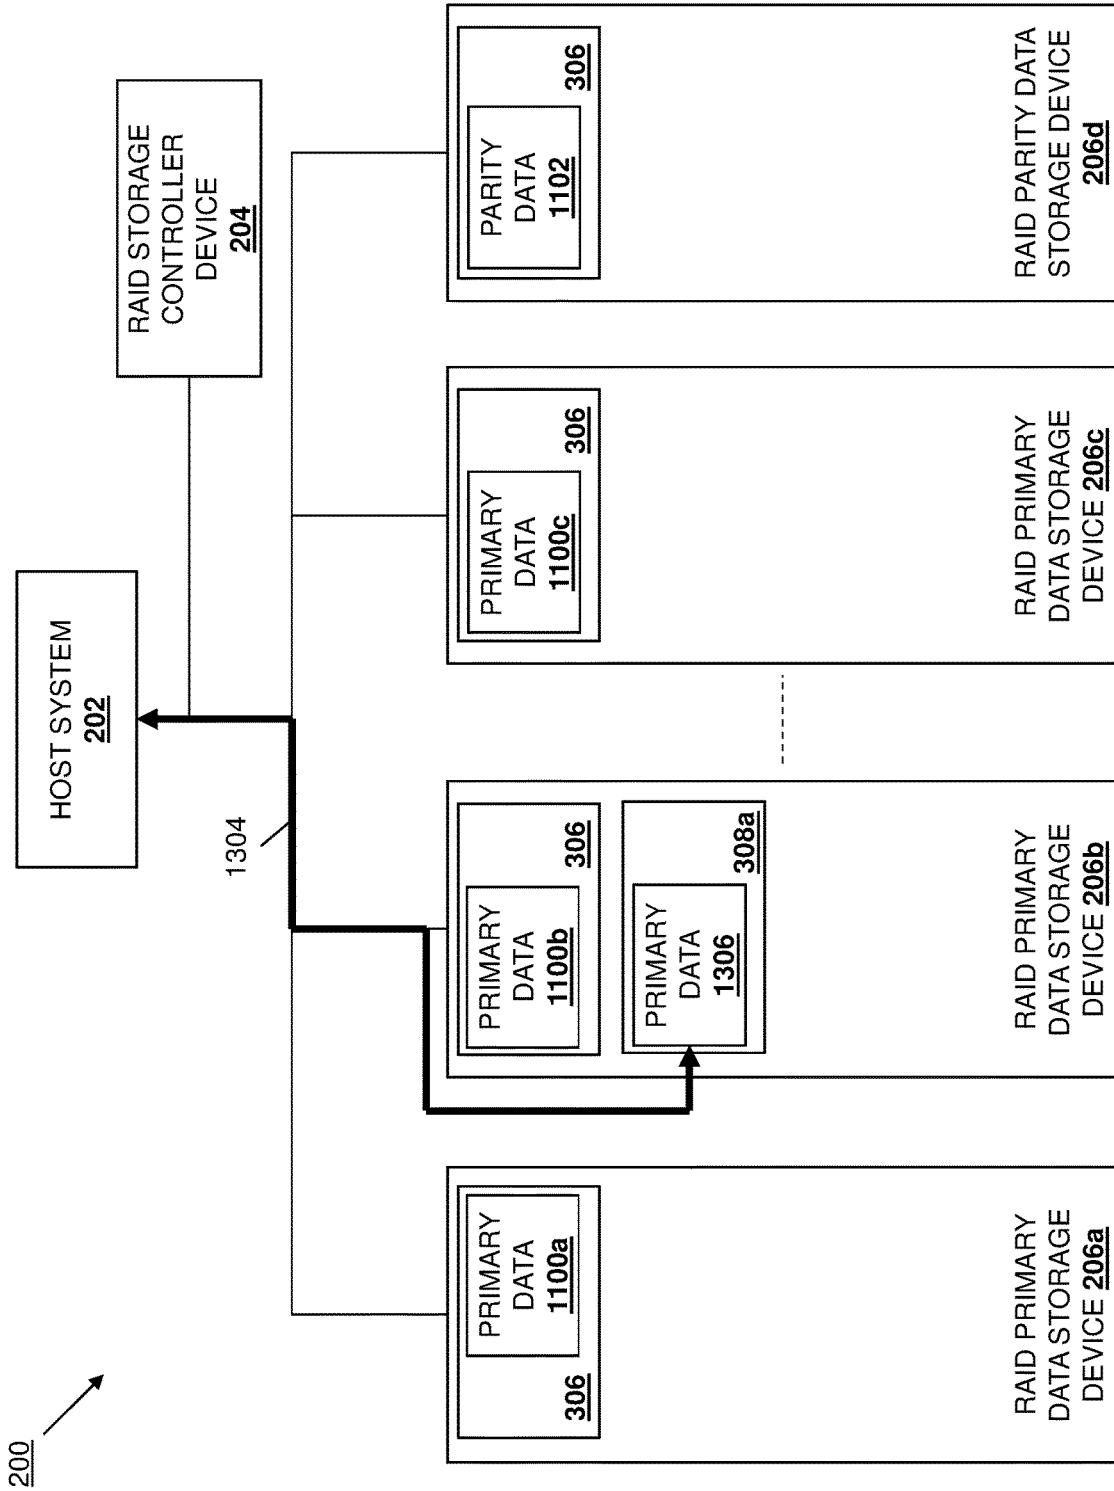 200
HOST SYSTEM
202
RAID STORAGE
CONTROLLER
DEVICE
204
1304
306
PRIMARY
DATA
1100a
RAID PRIMARY
DATA STORAGE
DEVICE 206a
PRIMARY
DATA
1100b
306
PRIMARY
DATA
1306
308a
RAID PRIMARY
DATA STORAGE
DEVICE 206b
PRIMARY
DATA
1100c
306
RAID PRIMARY
DATA STORAGE
DEVICE 206c
PARITY
DATA
1102
306
RAID PARITY DATA
STORAGE DEVICE
206d